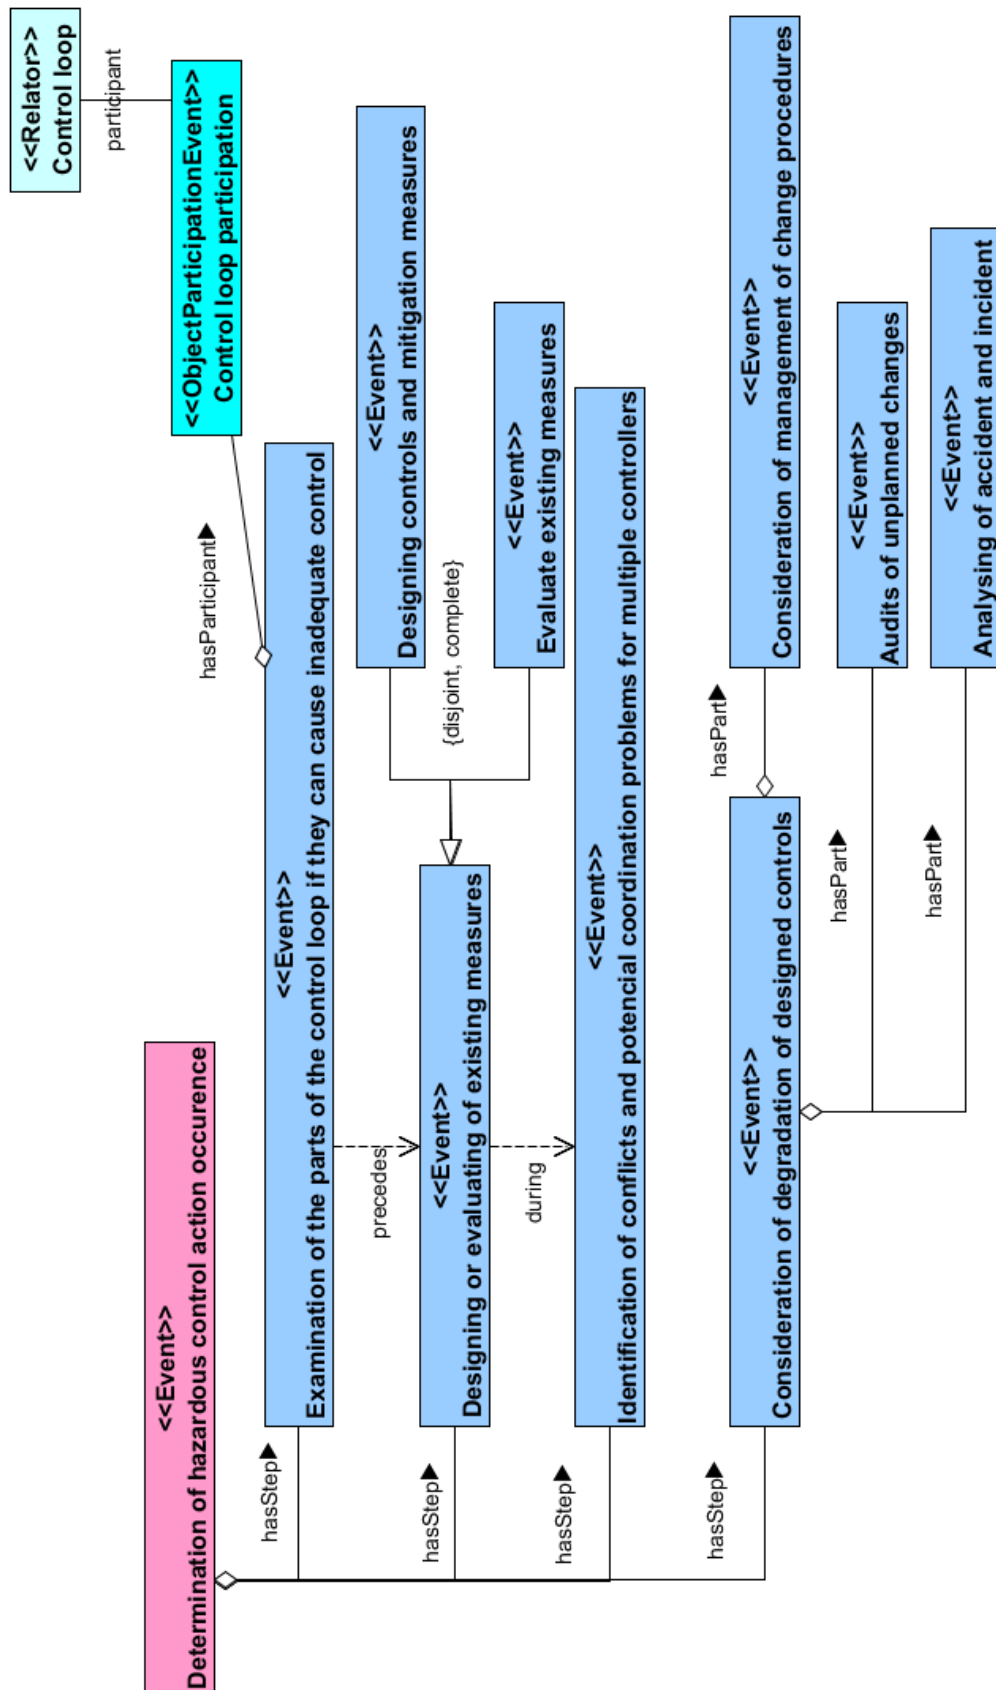 <<Relator>>
Control loop
participant
<<ObjectParticipationEvent>>
Control loop participation
hasParticipant▶
<<Event>>
Determination of hazardous control action occurence
hasStep▶
<<Event>>
Examination of the parts of the control loop if they can cause inadequate control
precedes
hasStep▶
<<Event>>
Designing or evaluating of existing measures
{disjoint, complete}
<<Event>>
Designing controls and mitigation measures
<<Event>>
Evaluate existing measures
during
hasStep▶
<<Event>>
Identification of conflicts and potencial coordination problems for multiple controllers
hasStep▶
<<Event>>
Consideration of degradation of designed controls
hasPart▶
<<Event>>
Consideration of management of change procedures
hasPart▶
<<Event>>
Audits of unplanned changes
hasPart▶
<<Event>>
Analysing of accident and incident